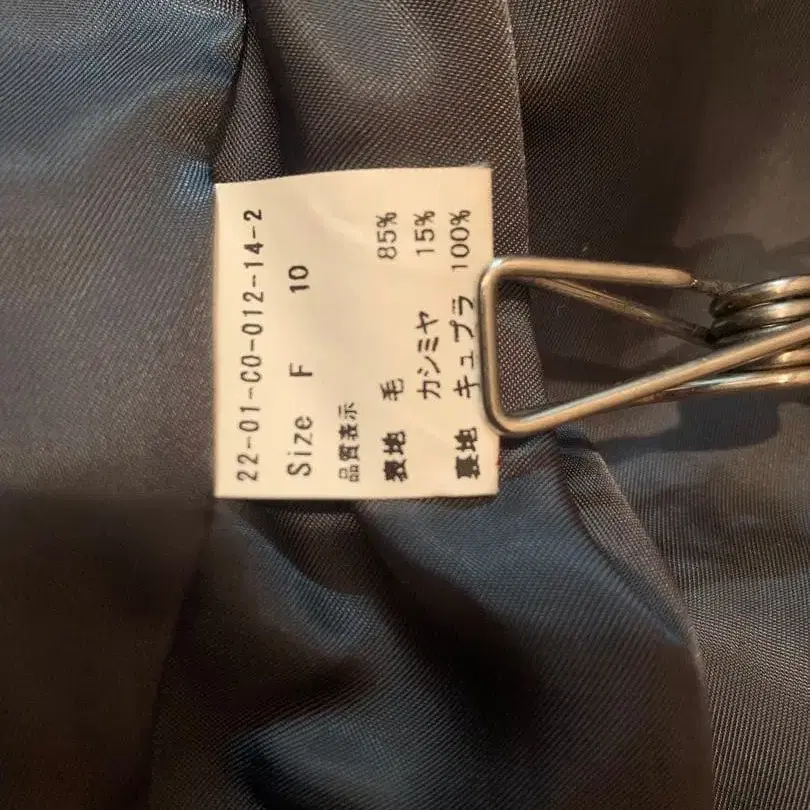 22-01-CO-012-14-2
Size F 10
品質表示
表地 毛 85%
カシミヤ 15%
裏地 キュプラ 100%